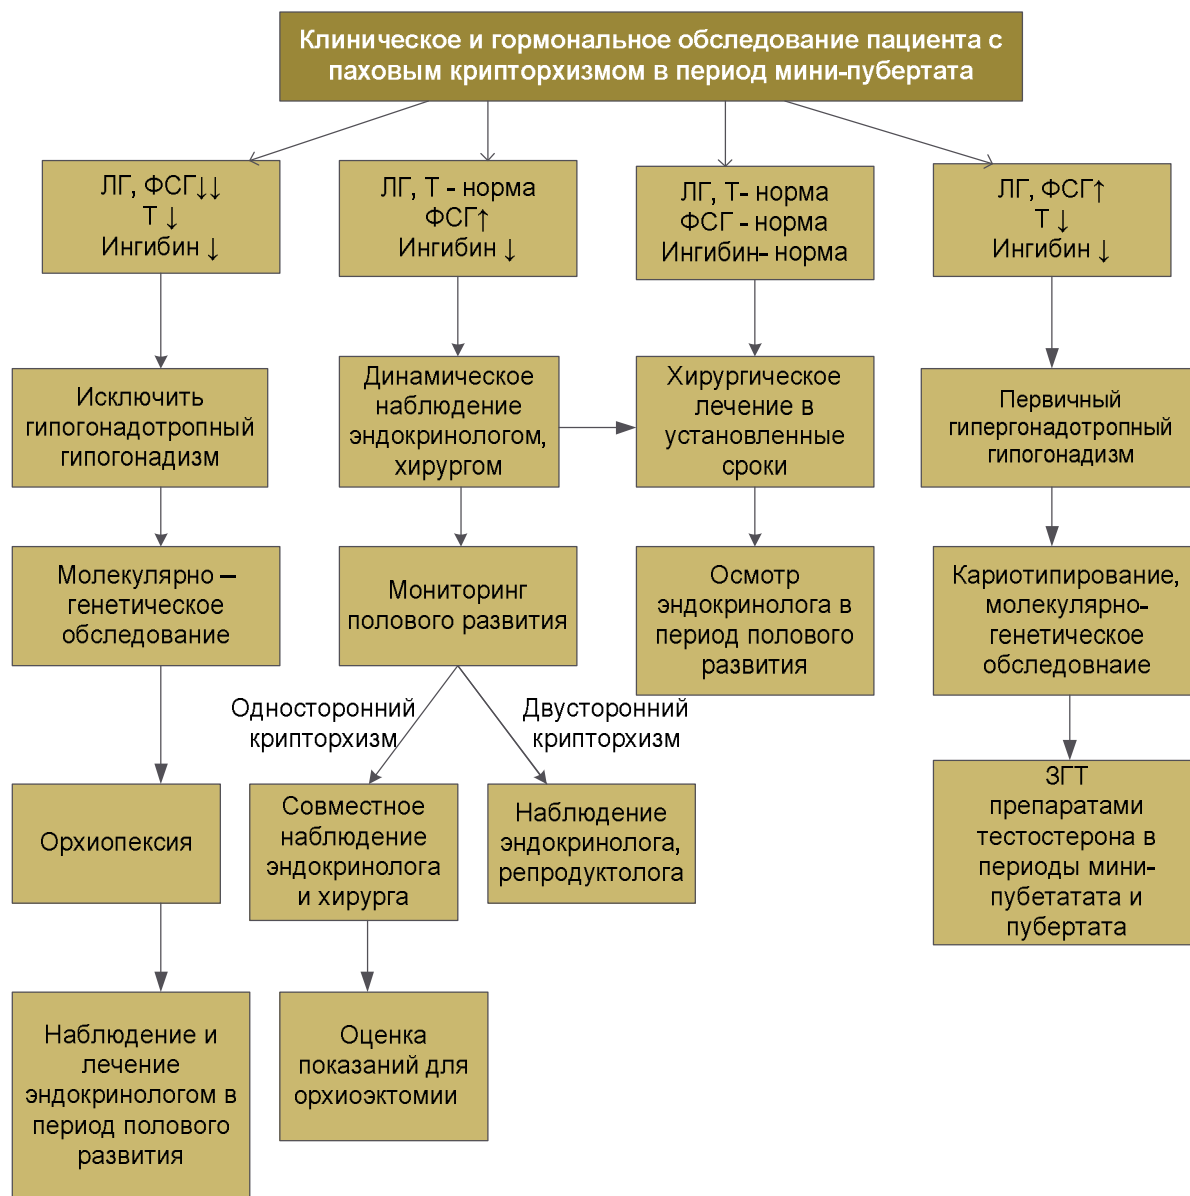 Клиническое и гормональное обследование пациента с
паховым крипторхизмом в период мини-пубертата
ЛГ, ФСГ↓↓
Т ↓
Ингибин ↓
ЛГ, Т - норма
ФСГ↑
Ингибин ↓
ЛГ, Т- норма
ФСГ - норма
Ингибин– норма
ЛГ, ФСГ↑
Т ↓
Ингибин ↓
Исключить
гипогонадотропный
гипогонадизм
Динамическое
наблюдение
эндокринологом,
хирургом
Хирургическое
лечение в
установленные
сроки
Первичный
гипергонадотропный
гипогонадизм
Молекулярно –
генетическое
обследование
Мониторинг
полового развития
Осмотр
эндокринолога в
период полового
развития
Кариотипирование,
молекулярно-
генетическое
обследовнаие
Односторонний
крипторхизм
Двусторонний
крипторхизм
Орхиопексия
Совместное
наблюдение
эндокринолога
и хирурга
Наблюдение
эндокринолога,
репродуктолога
ЗГТ
препаратами
тестостерона в
периоды мини-
пубетатата и
пубертата
Наблюдение и
лечение
эндокринологом в
период полового
развития
Оценка
показаний для
орхиоэктомии